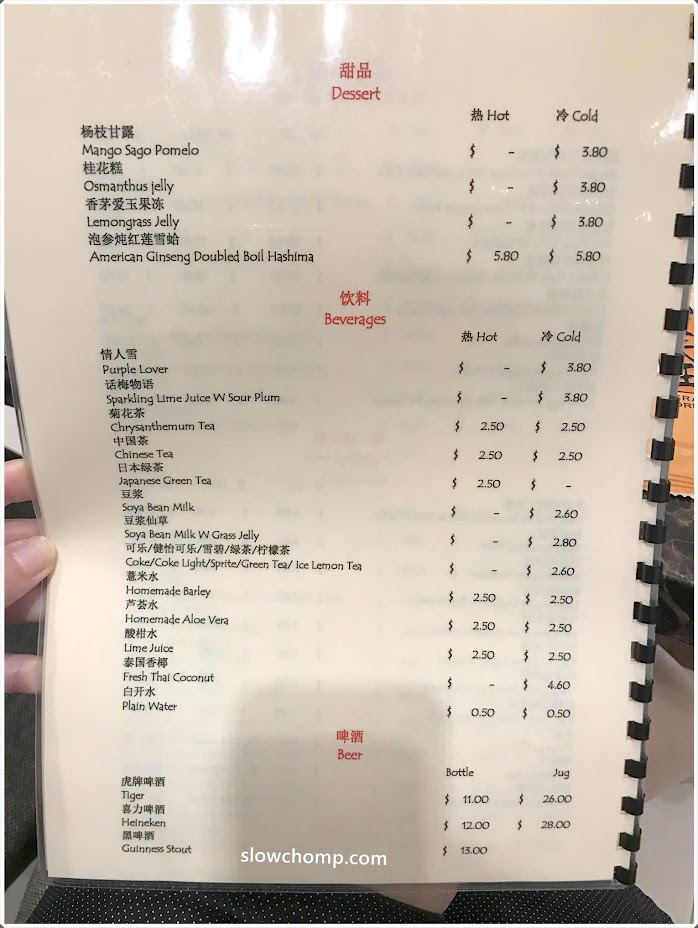 甜品
Dessert
热 Hot 冷 Cold
杨枝甘露
Mango Sago Pomelo $ - $ 3.80
桂花糕
Osmanthus jelly $ - $ 3.80
香茅爱玉果冻
Lemongrass Jelly $ - $ 3.80
泡参炖红莲雪蛤
American Ginseng Doubled Boil Hashima $ 5.80 $ 5.80
饮料
Beverages
热 Hot 冷 Cold
情人雪
Purple Lover $ - $ 3.80
话梅物语
Sparkling Lime Juice W Sour Plum $ - $ 3.80
菊花茶
Chrysanthemum Tea $ 2.50 $ 2.50
中国茶
Chinese Tea $ 2.50 $ 2.50
日本绿茶
Japanese Green Tea $ 2.50 $ -
豆浆
Soya Bean Milk $ - $ 2.60
豆浆仙草
Soya Bean Milk W Grass Jelly $ - $ 2.80
可乐/健怡可乐/雪碧/绿茶/柠檬茶
Coke/Coke Light/Sprite/Green Tea/ Ice Lemon Tea $ - $ 2.60
薏米水
Homemade Barley $ 2.50 $ 2.50
芦荟水
Homemade Aloe Vera $ 2.50 $ 2.50
酸柑水
Lime Juice $ 2.50 $ 2.50
泰国香椰
Fresh Thai Coconut $ - $ 4.60
白开水
Plain Water $ 0.50 $ 0.50
啤酒
Beer
Bottle Jug
虎牌啤酒
Tiger $ 11.00 $ 26.00
喜力啤酒
Heineken $ 12.00 $ 28.00
黑啤酒
Guinness Stout $ 13.00
slowchomp.com